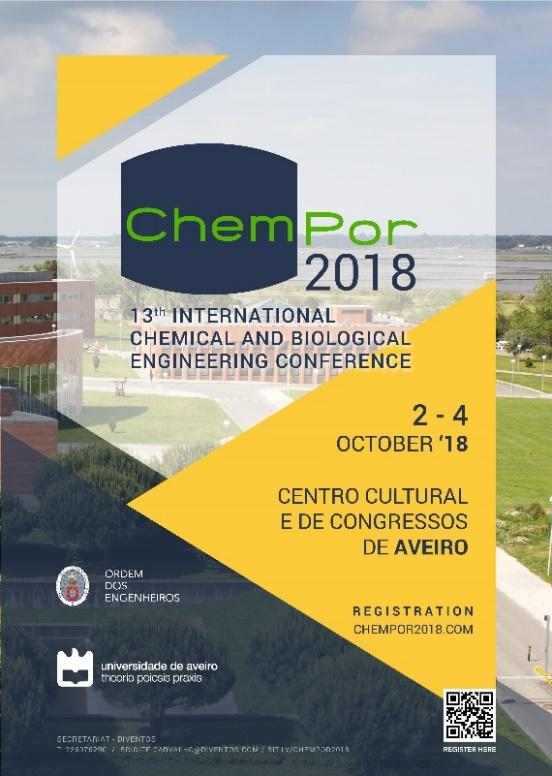 ChemPor
2018
13th INTERNATIONAL
CHEMICAL AND BIOLOGICAL
ENGINEERING CONFERENCE
2 - 4
OCTOBER '18
CENTRO CULTURAL
E DE CONGRESSOS
DE AVEIRO
REGISTRATION
CHEMPOR2018.COM
ORDEM
DOS
ENGENHEIROS
universidade de aveiro
theoria poiesis praxis
SECRETARIAT - DIVENTOS
/ BRIGITE.CARVALHO@DIVENTOS.COM / BIT.LY/CHEMPOR2018
REGISTER HERE